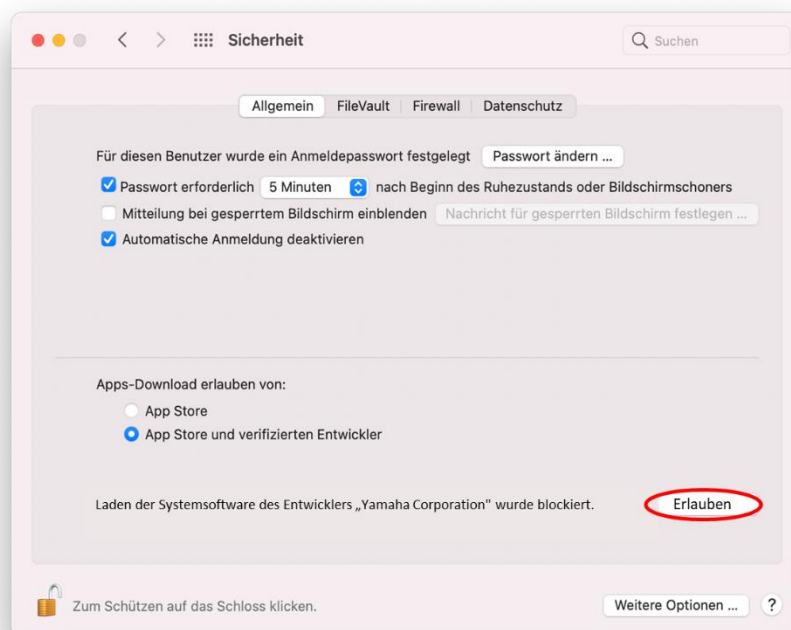 Sicherheit
Suchen
Allgemein FileVault Firewall Datenschutz
Für diesen Benutzer wurde ein Anmeldepasswort festgelegt Passwort ändern ...
Passwort erforderlich 5 Minuten nach Beginn des Ruhezustands oder Bildschirmschoners
Mitteilung bei gesperrtem Bildschirm einblenden Nachricht für gesperrten Bildschirm festlegen ...
Automatische Anmeldung deaktivieren
Apps-Download erlauben von:
App Store
App Store und verifizierten Entwickler
Laden der Systemsoftware des Entwicklers „Yamaha Corporation" wurde blockiert. Erlauben
Zum Schützen auf das Schloss klicken. Weitere Optionen ... ?